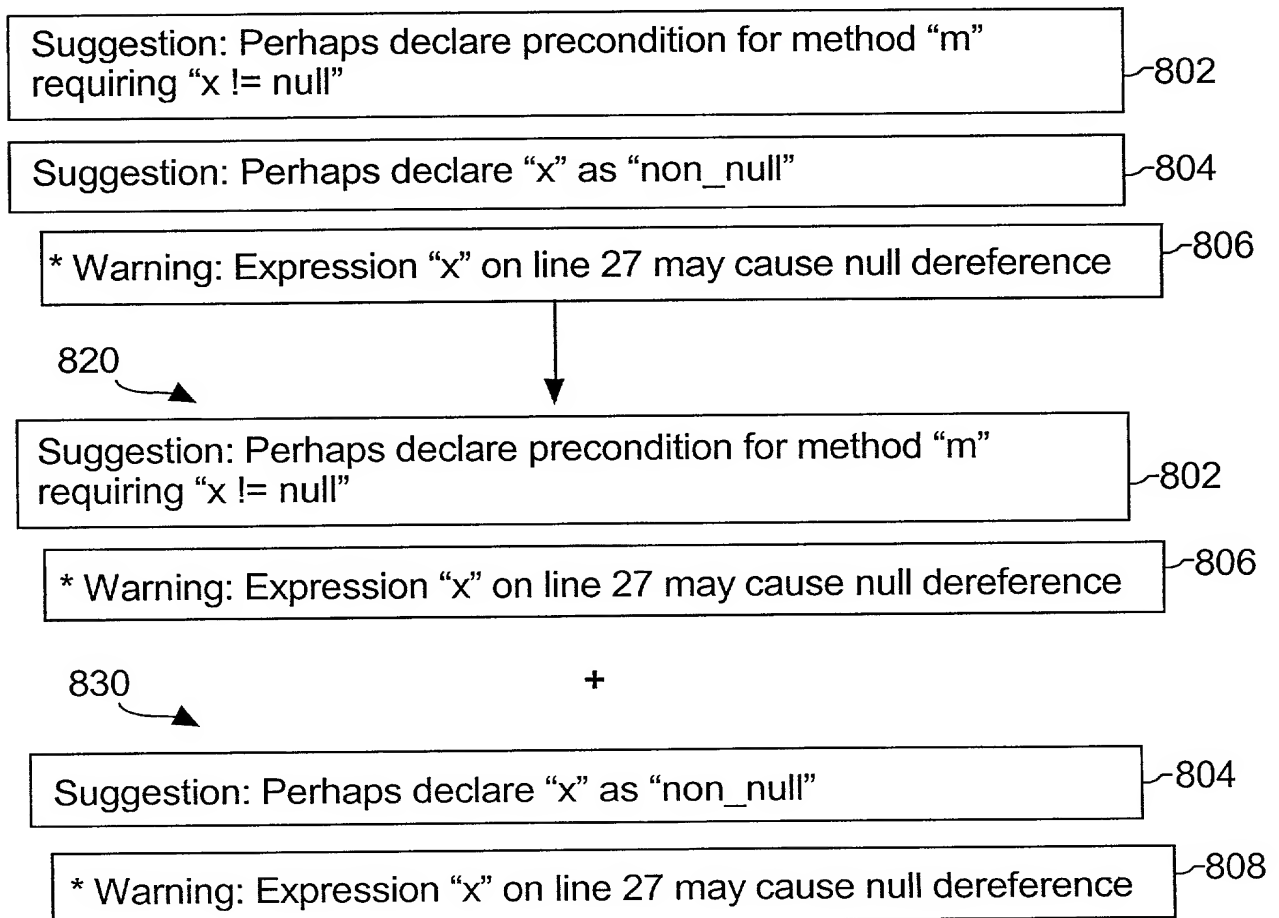 Suggestion: Perhaps declare precondition for method “m”
requiring “x != null”
802
Suggestion: Perhaps declare “x” as “non_null”
804
* Warning: Expression “x” on line 27 may cause null dereference
806
820
Suggestion: Perhaps declare precondition for method “m”
requiring “x != null”
802
* Warning: Expression “x” on line 27 may cause null dereference
806
830
+
Suggestion: Perhaps declare “x” as “non_null”
804
* Warning: Expression “x” on line 27 may cause null dereference
808